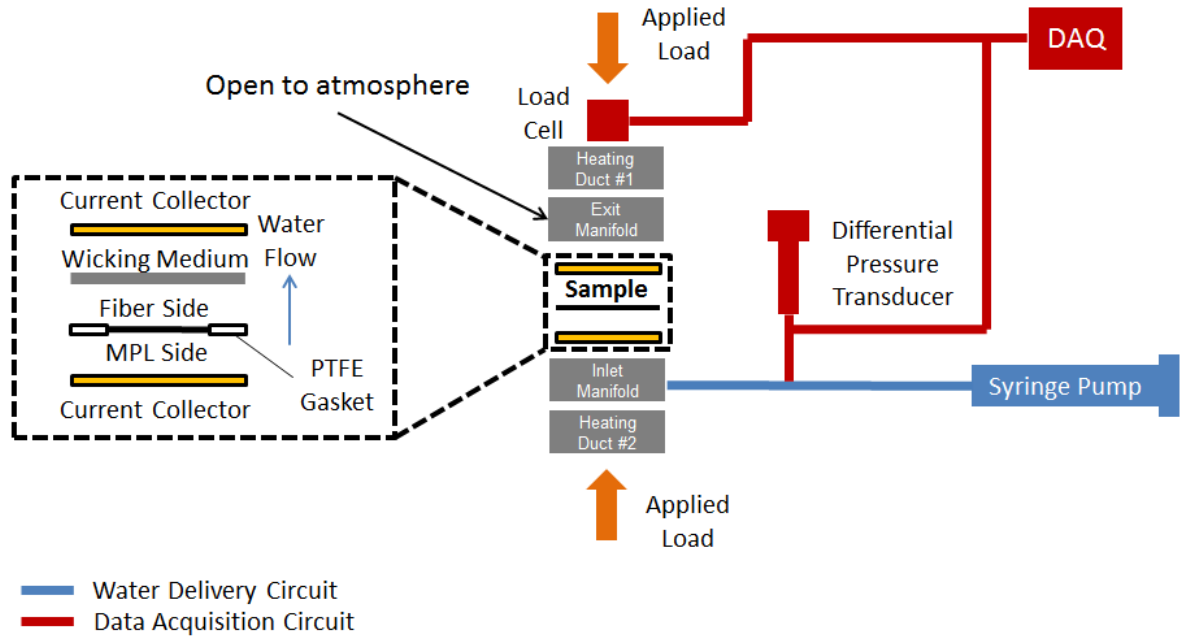 Applied
Load
DAQ
Open to atmosphere
Load
Cell
Heating
Duct #1
Exit
Manifold
Current Collector
Water
Flow
Wicking Medium
Fiber Side
MPL Side
PTFE
Gasket
Current Collector
Sample
Differential
Pressure
Transducer
Inlet
Manifold
Syringe Pump
Heating
Duct #2
Applied
Load
Water Delivery Circuit
Data Acquisition Circuit